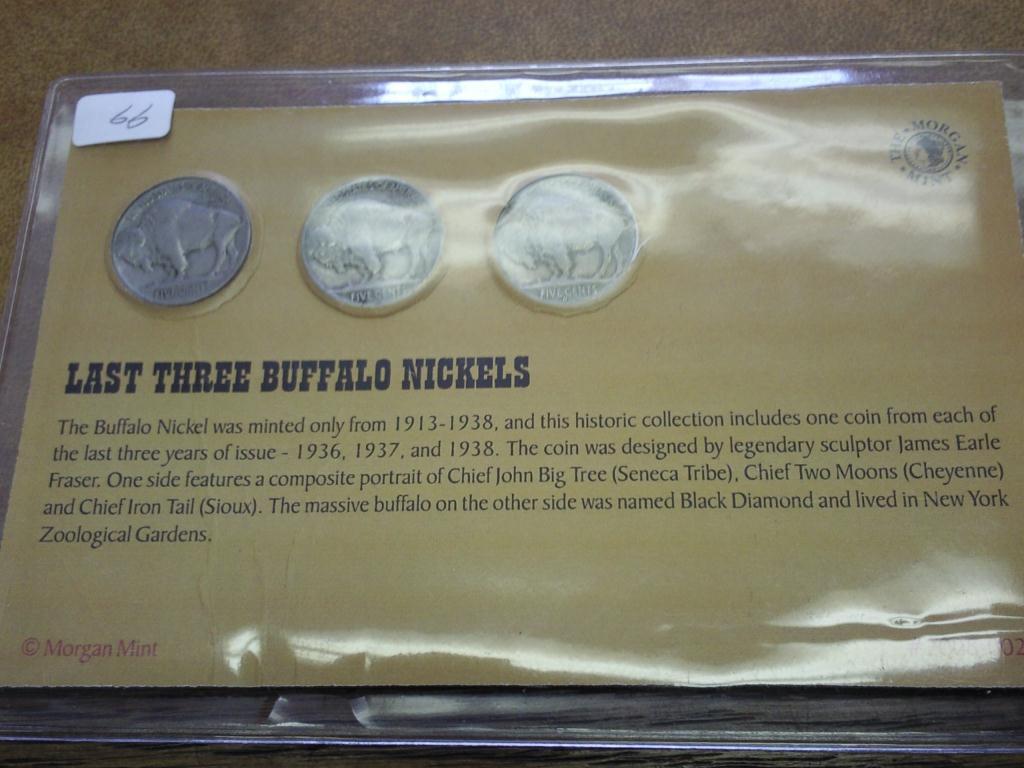 66
THE MORGAN MINT
FIVE CENTS
FIVE CENTS
FIVE CENTS
LAST THREE BUFFALO NICKELS
The Buffalo Nickel was minted only from 1913-1938, and this historic collection includes one coin from each of
the last three years of issue - 1936, 1937, and 1938. The coin was designed by legendary sculptor James Earle
Fraser. One side features a composite portrait of Chief John Big Tree (Seneca Tribe), Chief Two Moons (Cheyenne)
and Chief Iron Tail (Sioux). The massive buffalo on the other side was named Black Diamond and lived in New York
Zoological Gardens.
© Morgan Mint